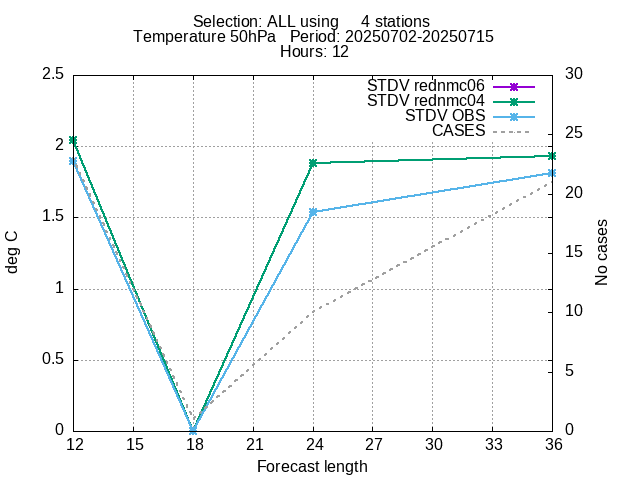 Selection: ALL using     4 stations
Temperature 50hPa   Period: 20250702-20250715
Hours: 12
STDV rednmc06
STDV rednmc04
STDV OBS
CASES
2.5
2
1.5
1
0.5
0
deg C
30
25
20
15
10
5
0
No cases
12 15 18 21 24 27 30 33 36
Forecast length